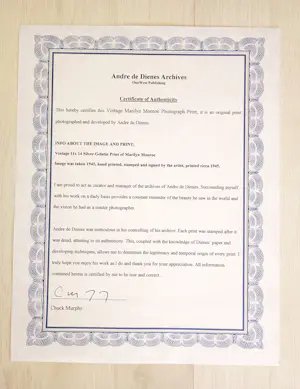 Andre de Dienes Archives
(StarWest Publishing)
Certificate of Authenticity
This hereby certifies this Vintage Marilyn Monroe Photograph Print, it is an original print
photographed and developed by Andre de Dienes.
INFO ABOUT THE IMAGE AND PRINT.
Vintage 11x 14 Silver Gelatin Print of Marilyn Monroe
Image was taken 1945, hand printed, stamped and signed by the artist, printed circa 1945.
I am proud to act as curator and manager of the archives of Andre de Dienes. Surrounding myself
with his work on a daily basis provides a constant reminder of the beauty he saw in the world and
the vision he had as a master photographer.
Andre de Dienes was meticulous in his controlling of his archive. Each print was stamped after it
was dried, attesting to its authenticity. This, coupled with the knowledge of Dienes' paper and
developing techniques, allows me to determine the legitimacy and temporal origin of every print. I
truly hope you enjoy his work as I do and thank you for your appreciation. All information
contained herein is certified by me to be true and correct.
Chuck Murphy